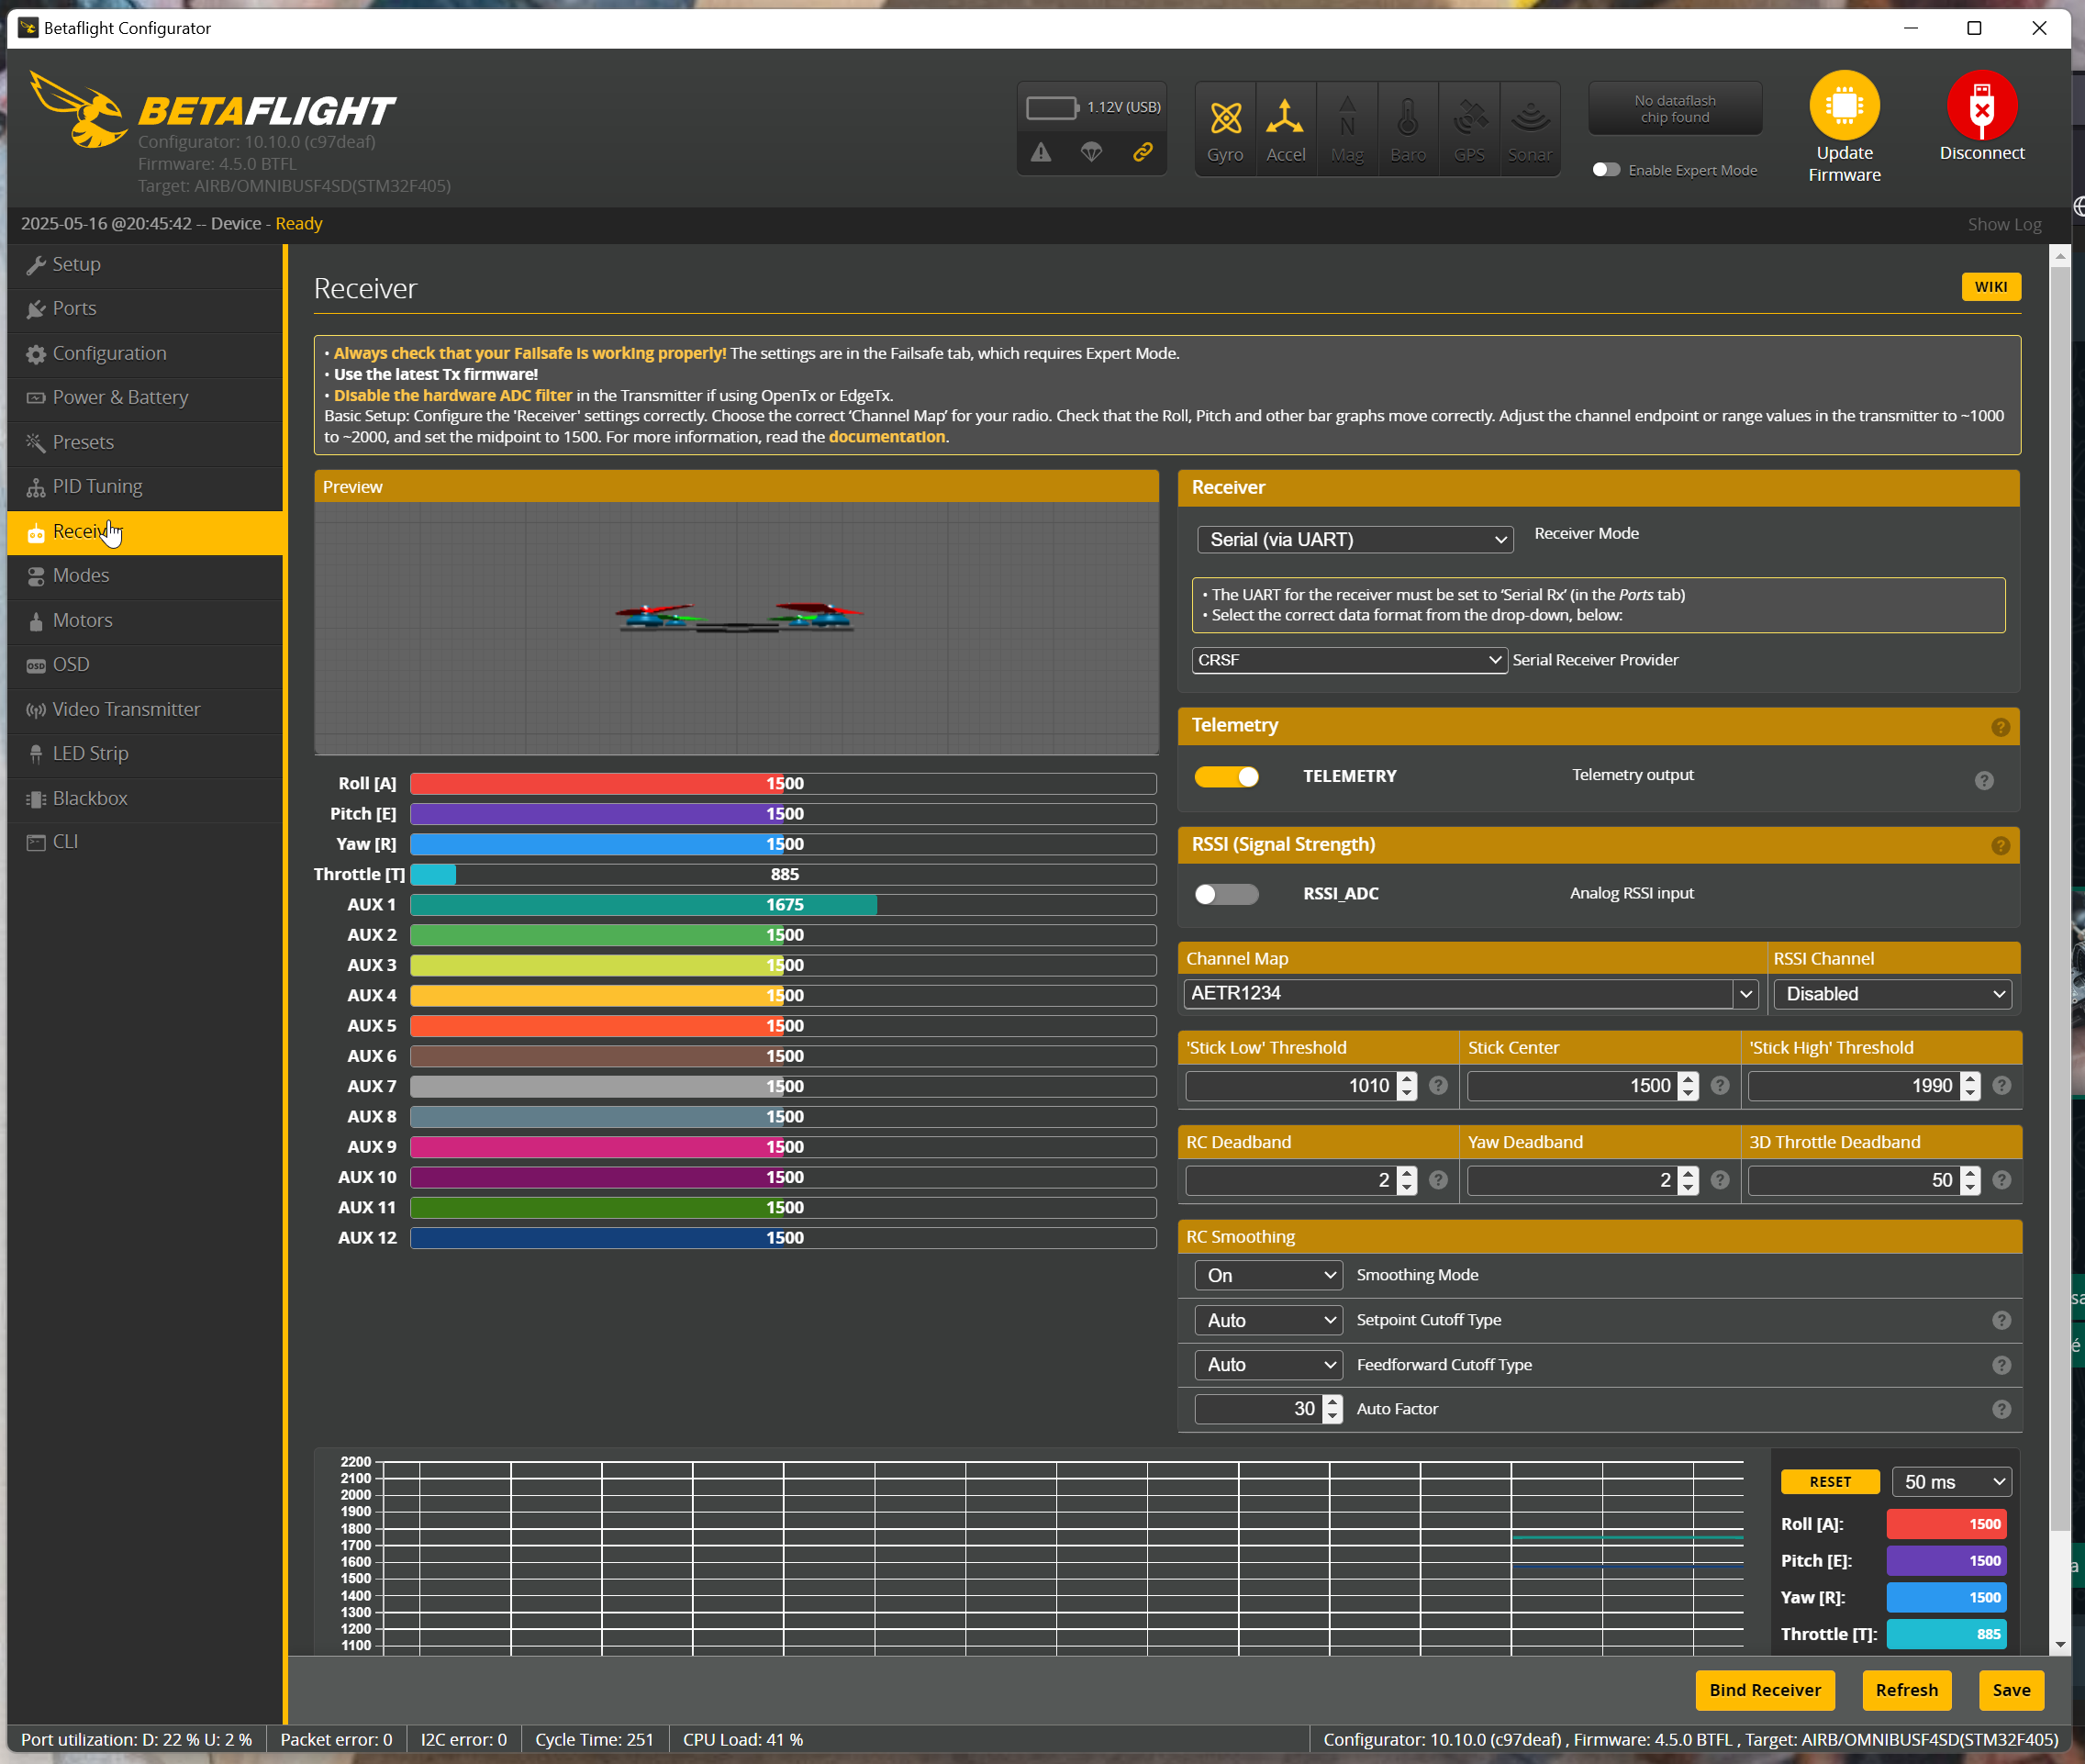 Betaflight Configurator
BETAFLIGHT
Configurator: 10.10.0 (c97deaf)
Firmware: 4.5.0 BTFL
Target: AIRB/OMNIBUSF4SD(STM32F405)
1.12V (USB)
Gyro
Accel
Mag
Baro
GPS
Sonar
No dataflash
chip found
Enable Expert Mode
Update
Firmware
Disconnect
2025-05-16 @20:45:42 -- Device - Ready
Show Log
Setup
Ports
Configuration
Power & Battery
Presets
PID Tuning
Modes
Motors
OSD
Video Transmitter
LED Strip
Blackbox
CLI
Receiver
WIKI
• Always check that your Failsafe is working properly! The settings are in the Failsafe tab, which requires Expert Mode.
• Use the latest Tx firmware!
• Disable the hardware ADC filter in the Transmitter if using OpenTx or EdgeTx.
Basic Setup: Configure the 'Receiver' settings correctly. Choose the correct 'Channel Map' for your radio. Check that the Roll, Pitch and other bar graphs move correctly. Adjust the channel endpoint or range values in the transmitter to ~1000
to ~2000, and set the midpoint to 1500. For more information, read the documentation.
Preview
Roll [A] 1500
Pitch [E] 1500
Yaw [R] 1500
Throttle [T] 885
AUX 1 1675
AUX 2 1500
AUX 3 1500
AUX 4 1500
AUX 5 1500
AUX 6 1500
AUX 7 1500
AUX 8 1500
AUX 9 1500
AUX 10 1500
AUX 11 1500
AUX 12 1500
Receiver
Serial (via UART) Receiver Mode
• The UART for the receiver must be set to 'Serial Rx' (in the Ports tab)
• Select the correct data format from the drop-down, below:
CRSF Serial Receiver Provider
Telemetry
TELEMETRY Telemetry output
RSSI (Signal Strength)
RSSI_ADC Analog RSSI input
Channel Map RSSI Channel
AETR1234 Disabled
'Stick Low' Threshold Stick Center 'Stick High' Threshold
1010 1500 1990
RC Deadband Yaw Deadband 3D Throttle Deadband
2 2 50
RC Smoothing
On Smoothing Mode
Auto Setpoint Cutoff Type
Auto Feedforward Cutoff Type
30 Auto Factor
2200
2100
2000
1900
1800
1700
1600
1500
1400
1300
1200
1100
RESET 50 ms
Roll [A]: 1500
Pitch [E]: 1500
Yaw [R]: 1500
Throttle [T]: 885
Bind Receiver Refresh Save
Port utilization: D: 22 % U: 2 % Packet error: 0 I2C error: 0 Cycle Time: 251 CPU Load: 41 % Configurator: 10.10.0 (c97deaf) , Firmware: 4.5.0 BTFL , Target: AIRB/OMNIBUSF4SD(STM32F405)